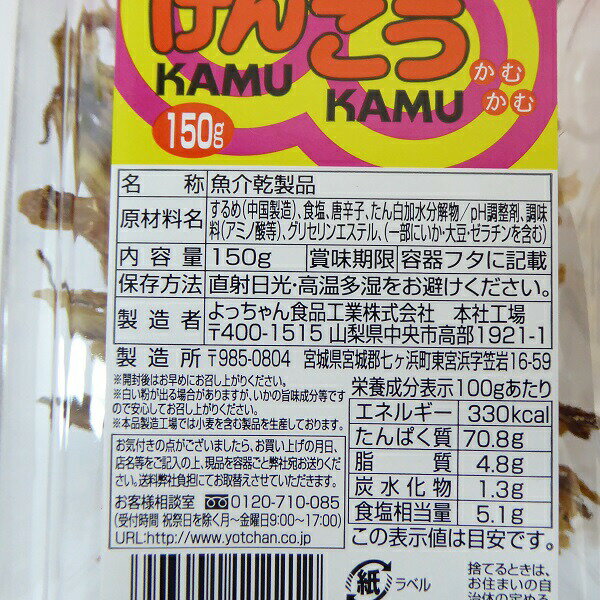 けんこう
KAMU KAMU
かむかむ
150g
名称 魚介乾製品
原材料名 するめ(中国製造)、食塩、唐辛子、たん白加水分解物/pH調整剤、調味
料(アミノ酸等)、グリセリンエステル、(一部にいか・大豆・ゼラチンを含む)
内容量 150g 賞味期限 容器フタに記載
保存方法 直射日光・高温多湿をお避けください。
製造者 よっちゃん食品工業株式会社 本社工場
〒400-1515 山梨県中央市高部1921-1
製造所 〒985-0804 宮城県宮城郡七ヶ浜町東宮浜字笠岩16-59
※開封後はお早めにお召し上がりください。
※白い粉が出る場合がありますが、いかの旨味成分等です
ので安心してお召し上がりください。
※本品製造工場では小麦を含む製品を生産しております。
お気付きの点がございましたら、お買い上げの月日、
店名等をご記入の上、現品を容器ごと弊社宛お送りくだ
さい。送料弊社負担にてお取替えさせていただきます。
お客様相談室 0120-710-085
(受付時間 祝祭日を除く月〜金曜日9:00〜17:00)
URL:http://www.yotchan.co.jp
栄養成分表示100gあたり
エネルギー 330kcal
たんぱく質 70.8g
脂質 4.8g
炭水化物 1.3g
食塩相当量 5.1g
この表示値は目安です。
紙 ラベル
捨てるときは、
お住まいの自
治体の定める